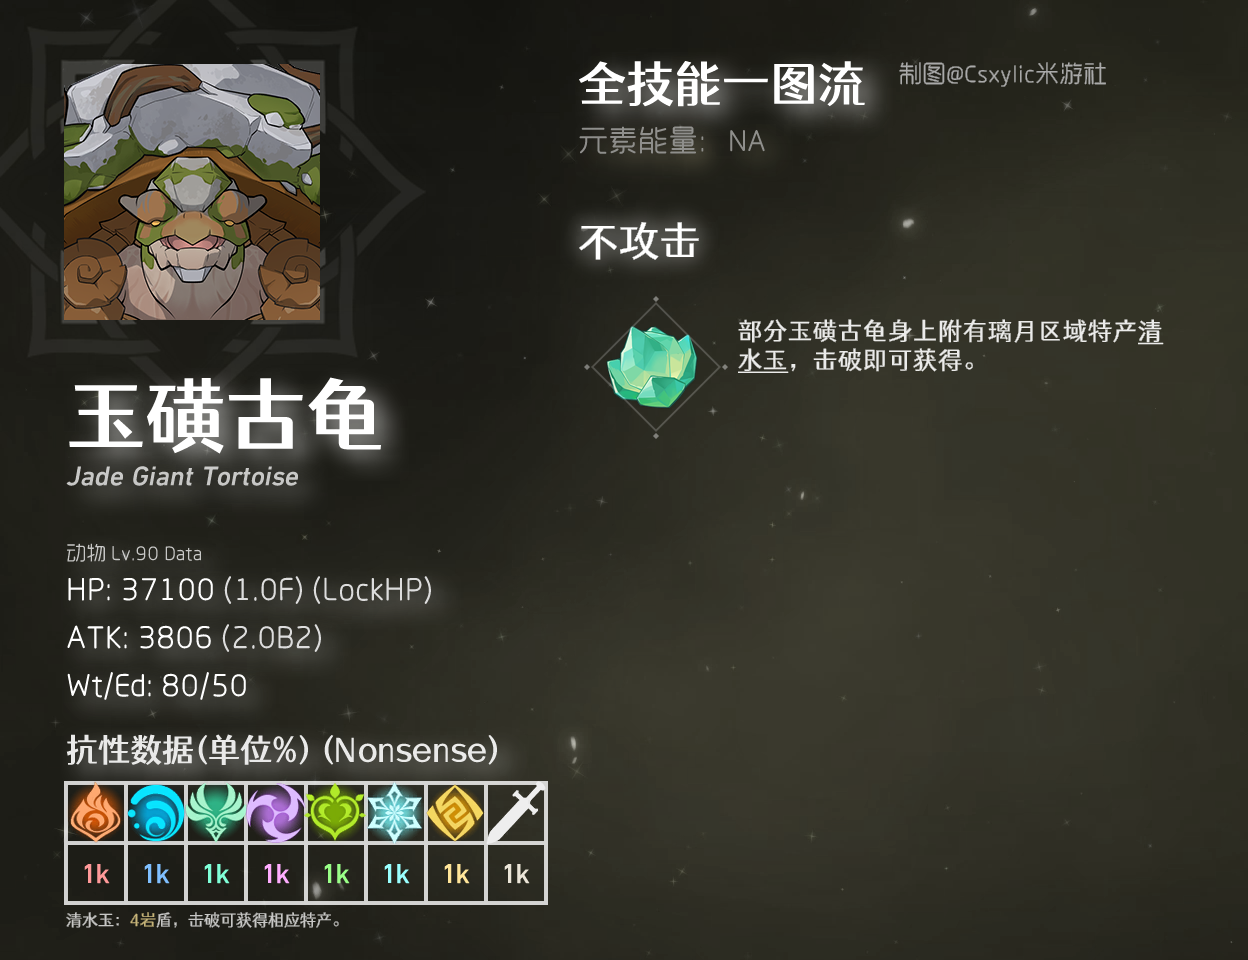 全技能一图流
制图@Csxylic米游社
元素能量： NA
不攻击
部分玉磺古龟身上附有璃月区域特产清
水玉，击破即可获得。
玉磺古龟
Jade Giant Tortoise
动物 Lv.90 Data
HP: 37100 (1.0F) (LockHP)
ATK: 3806 (2.0B2)
Wt/Ed: 80/50
抗性数据(单位%) (Nonsense)
1k 1k 1k 1k 1k 1k 1k 1k
清水玉：4岩盾，击破可获得相应特产。